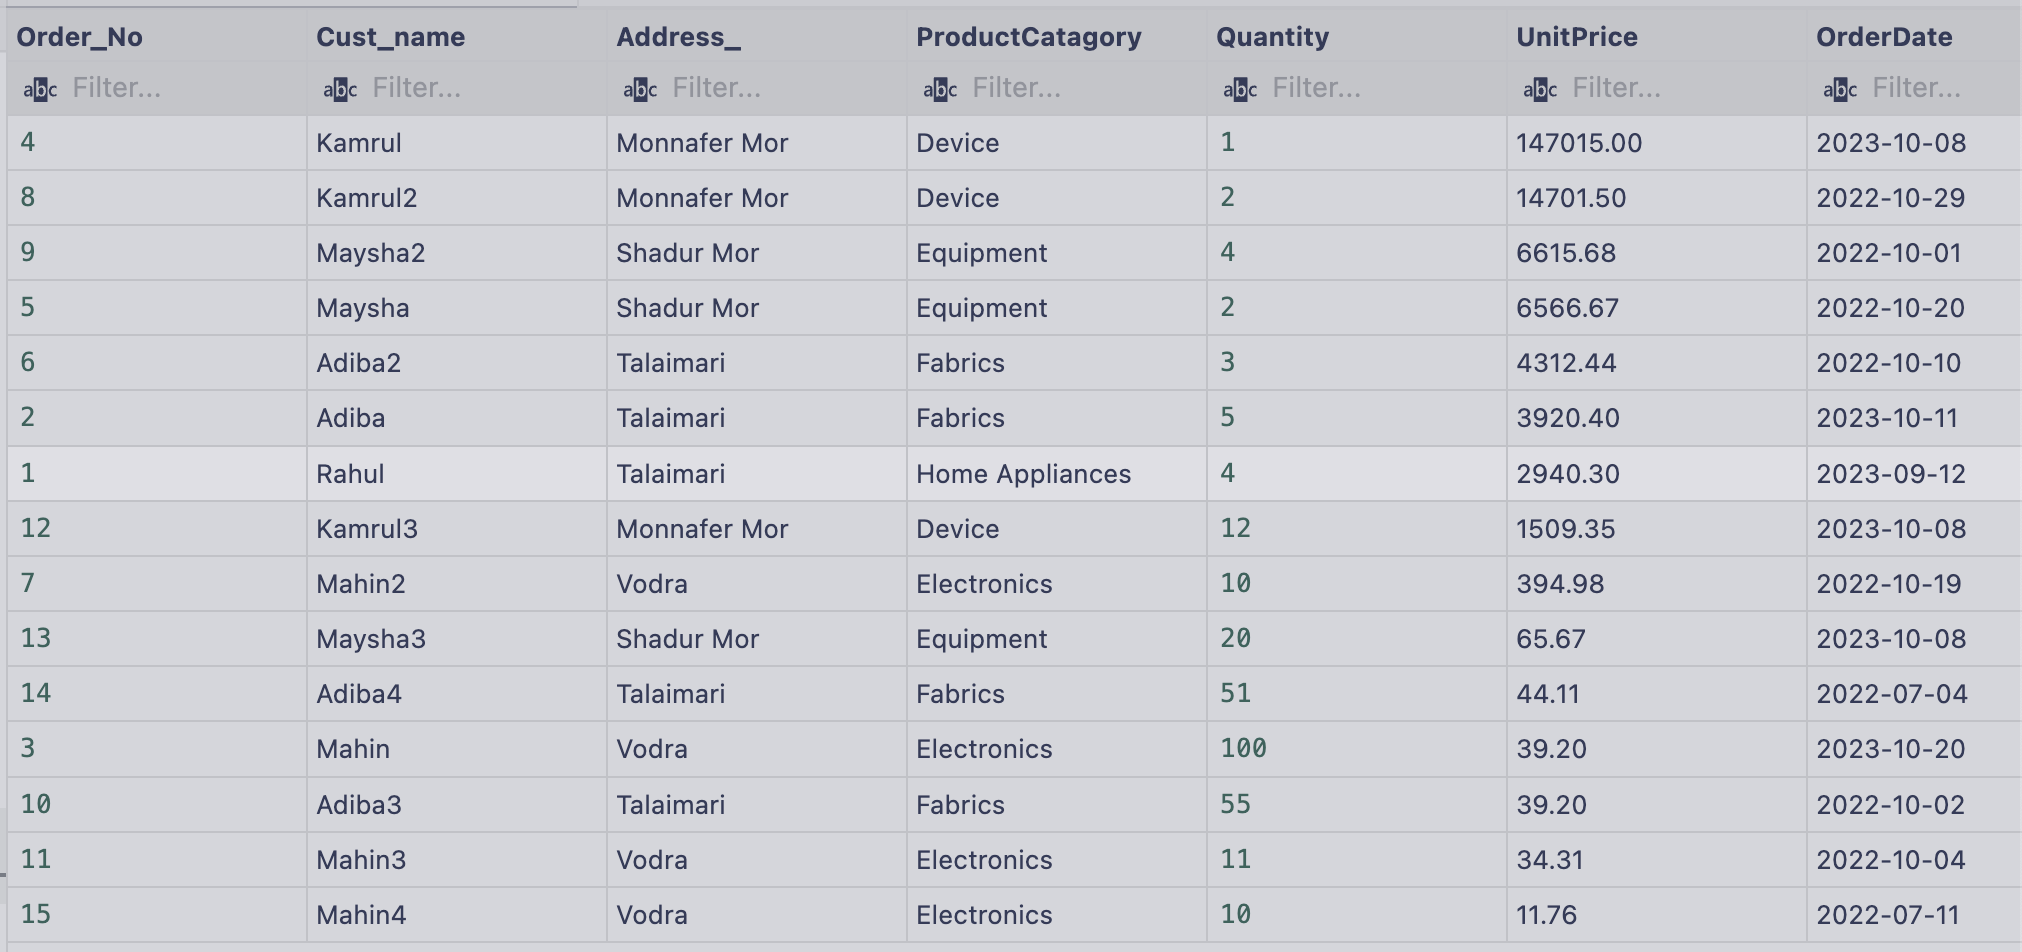 Order_No Cust_name Address_ ProductCatagory Quantity UnitPrice OrderDate
abc Filter... abc Filter... abc Filter... abc Filter... abc Filter... abc Filter... abc Filter...
4 Kamrul Monnafer Mor Device 1 147015.00 2023-10-08
8 Kamrul2 Monnafer Mor Device 2 14701.50 2022-10-29
9 Maysha2 Shadur Mor Equipment 4 6615.68 2022-10-01
5 Maysha Shadur Mor Equipment 2 6566.67 2022-10-20
6 Adiba2 Talaimari Fabrics 3 4312.44 2022-10-10
2 Adiba Talaimari Fabrics 5 3920.40 2023-10-11
1 Rahul Talaimari Home Appliances 4 2940.30 2023-09-12
12 Kamrul3 Monnafer Mor Device 12 1509.35 2023-10-08
7 Mahin2 Vodra Electronics 10 394.98 2022-10-19
13 Maysha3 Shadur Mor Equipment 20 65.67 2023-10-08
14 Adiba4 Talaimari Fabrics 51 44.11 2022-07-04
3 Mahin Vodra Electronics 100 39.20 2023-10-20
10 Adiba3 Talaimari Fabrics 55 39.20 2022-10-02
11 Mahin3 Vodra Electronics 11 34.31 2022-10-04
15 Mahin4 Vodra Electronics 10 11.76 2022-07-11